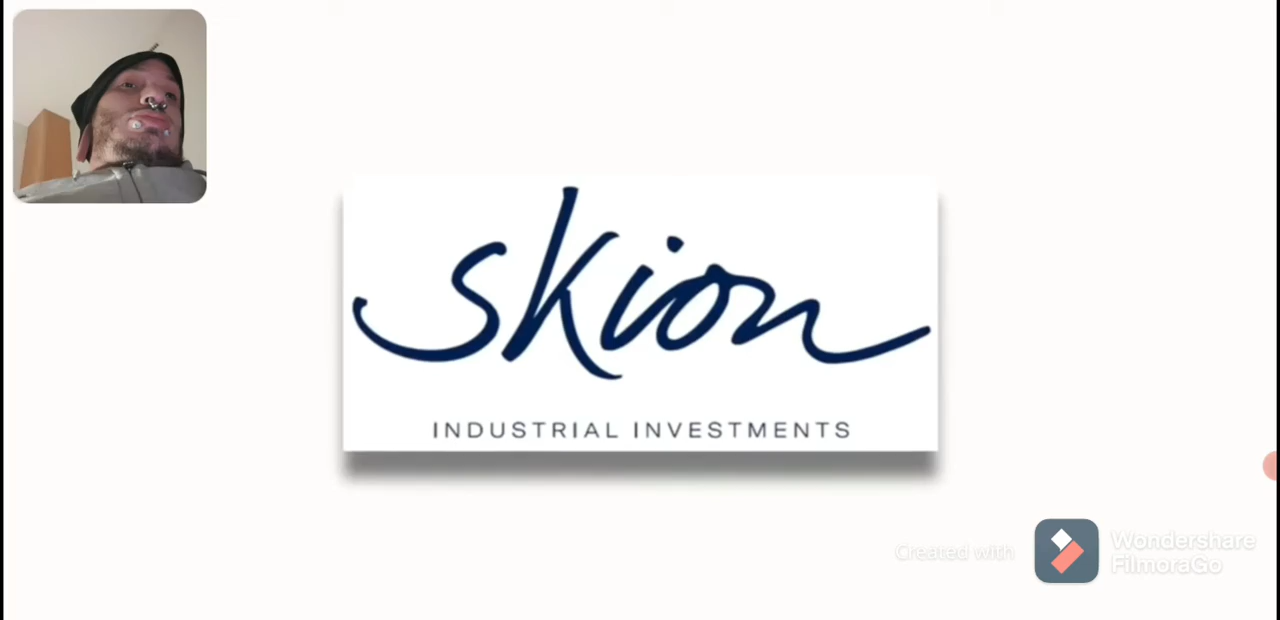 skion
INDUSTRIAL INVESTMENTS
Created with
Wondershare
FilmoraGo